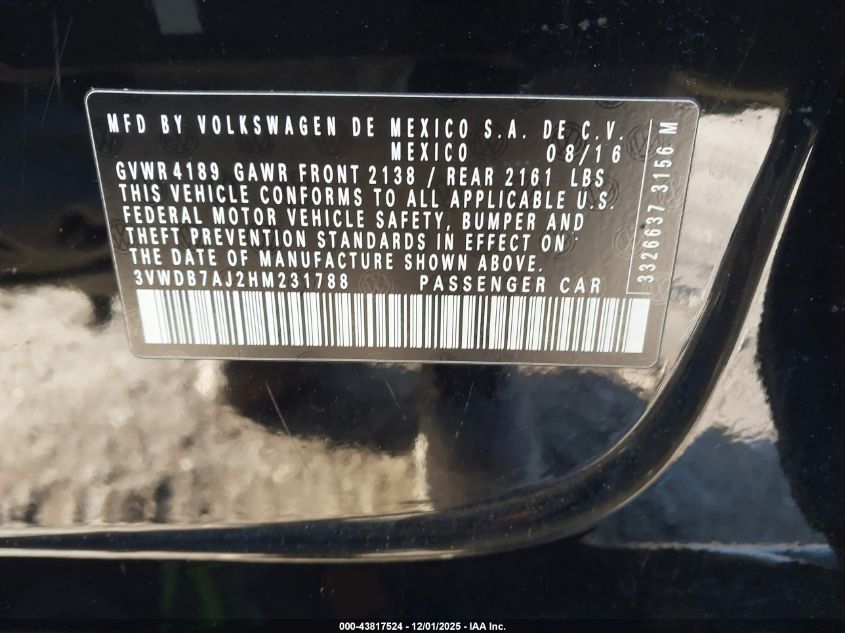 MFD BY VOLKSWAGEN DE MEXICO S.A. DE C.V.
MEXICO 08/16
GVWR 4189 GAWR FRONT 2138 / REAR 2161 LBS
THIS VEHICLE CONFORMS TO ALL APPLICABLE U.S.
FEDERAL MOTOR VEHICLE SAFETY, BUMPER AND
THEFT PREVENTION STANDARDS IN EFFECT ON
THE DATE OF MANUFACTURE SHOWN ABOVE.
3VWDB7AJ2HM231788 PASSENGER CAR
3326637 3156 M
000-43817524 - 12/01/2025 - IAA Inc.